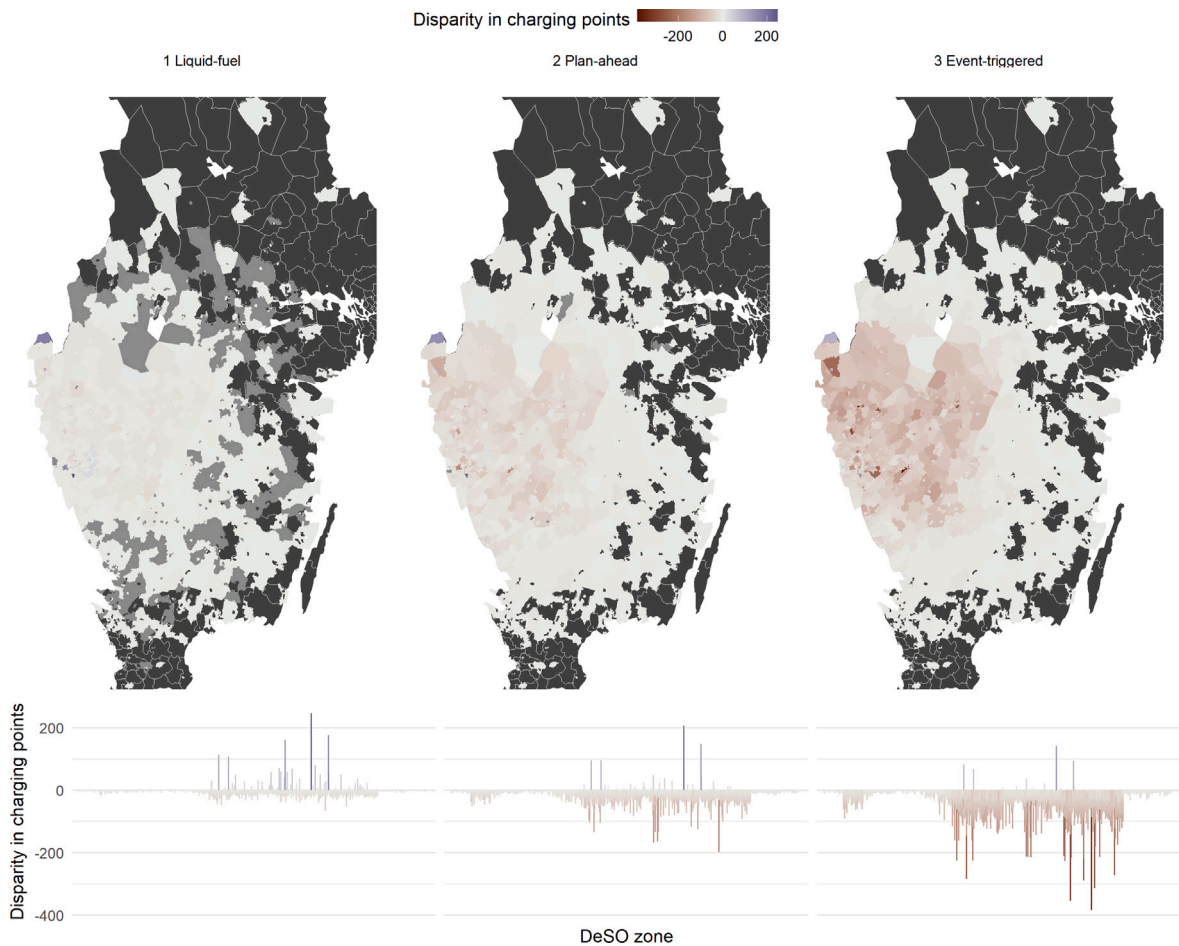 Disparity in charging points
-200 0 200
1 Liquid-fuel 2 Plan-ahead 3 Event-triggered
Disparity in charging points
200
0
-200
-400
DeSO zone